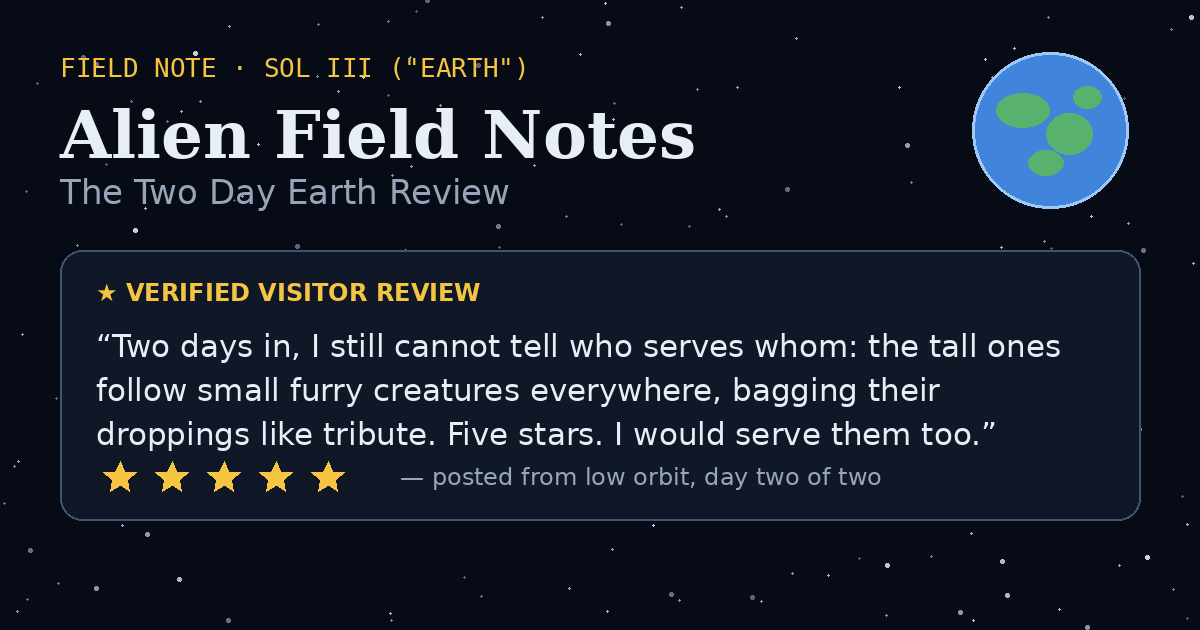 FIELD NOTE · SOL III ("EARTH")
Alien Field Notes
The Two Day Earth Review
★ VERIFIED VISITOR REVIEW
“Two days in, I still cannot tell who serves whom: the tall ones
follow small furry creatures everywhere, bagging their
droppings like tribute. Five stars. I would serve them too.”
— posted from low orbit, day two of two